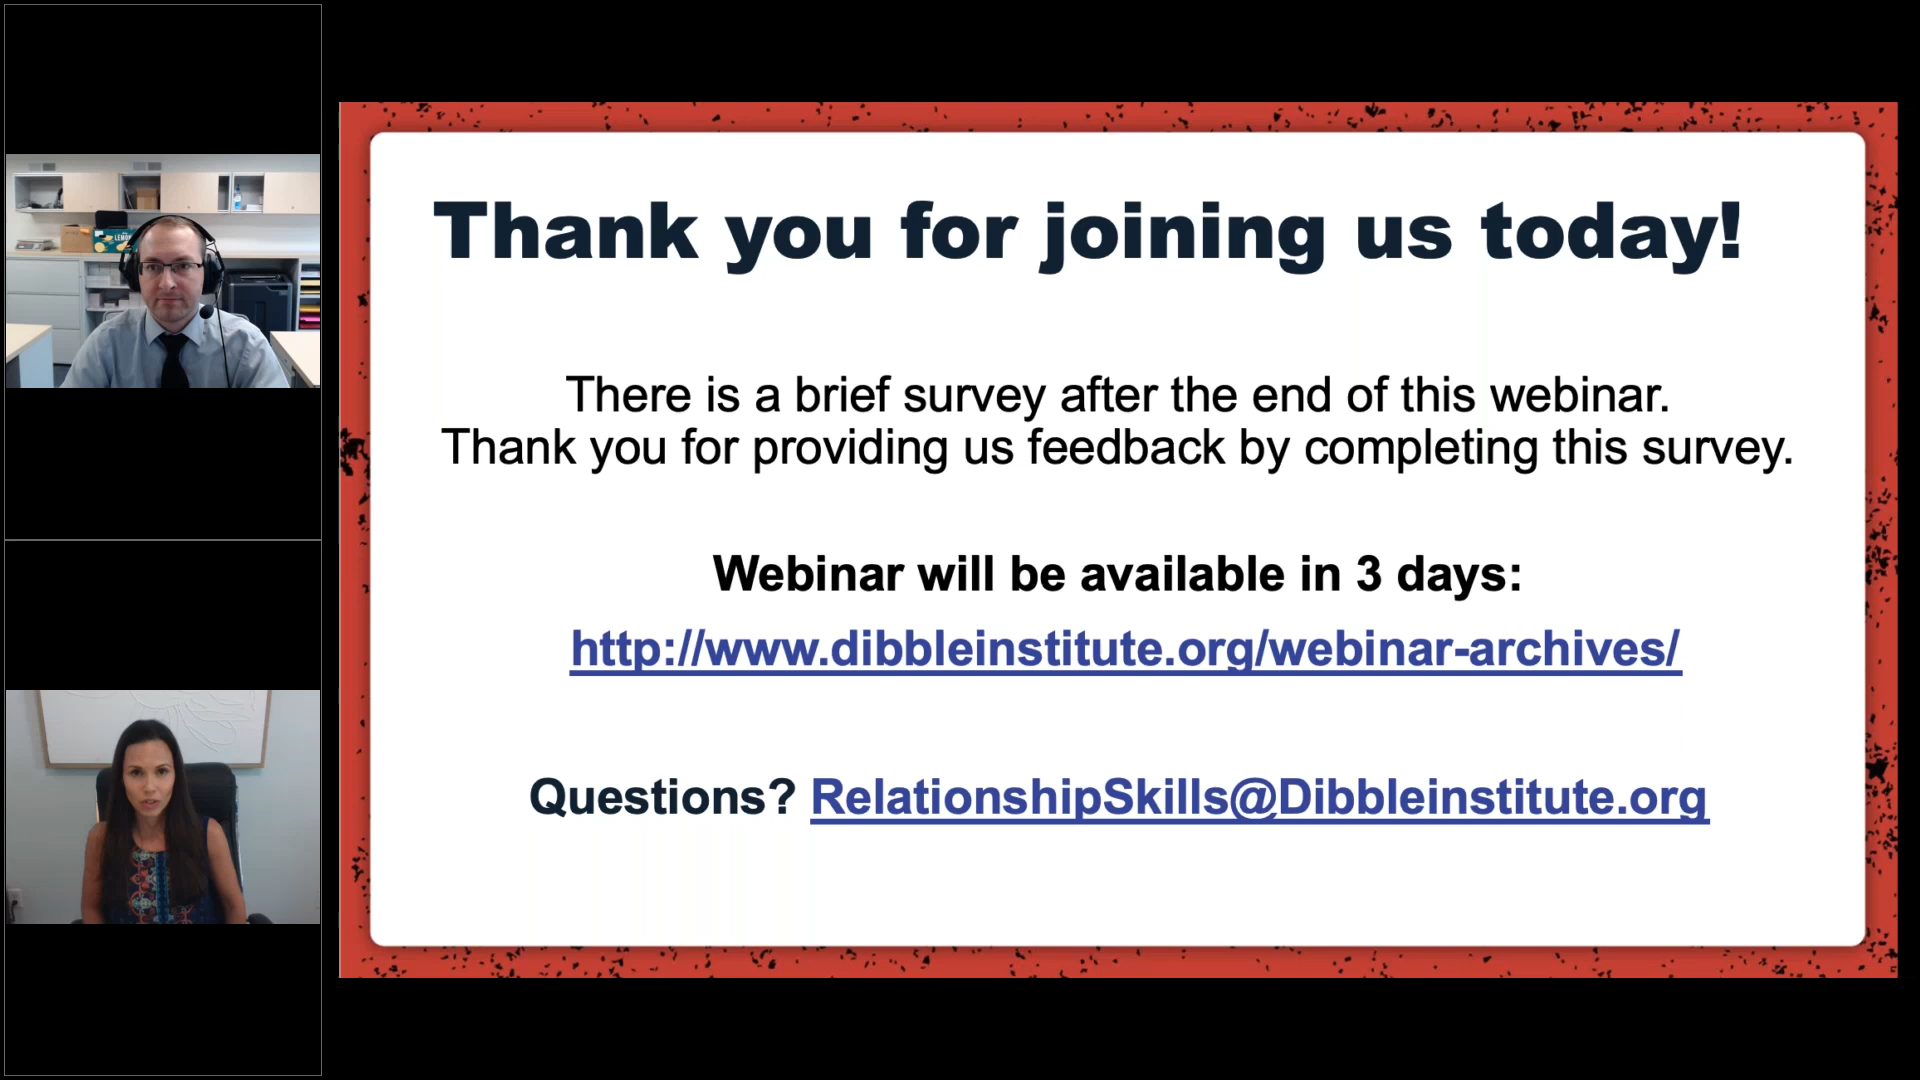 Thank you for joining us today!
There is a brief survey after the end of this webinar.
Thank you for providing us feedback by completing this survey.
Webinar will be available in 3 days:
http://www.dibbleinstitute.org/webinar-archives/
Questions? RelationshipSkills@Dibbleinstitute.org